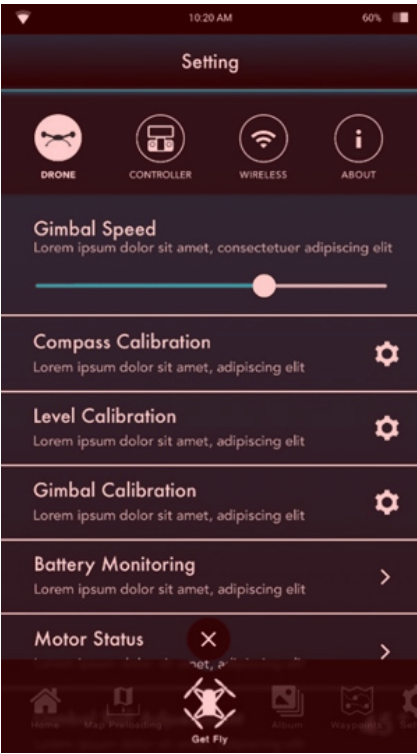 10:20 AM
60%
Setting
DRONE
CONTROLLER
WIRELESS
ABOUT
Gimbal Speed
Lorem ipsum dolor sit amet, consectetuer adipiscing elit
Compass Calibration
Lorem ipsum dolor sit amet, adipiscing elit
Level Calibration
Lorem ipsum dolor sit amet, adipiscing elit
Gimbal Calibration
Lorem ipsum dolor sit amet, adipiscing elit
Battery Monitoring
Lorem ipsum dolor sit amet, adipiscing elit
Motor Status
Home
Map Preloading
Get Fly
Album
Waypoints